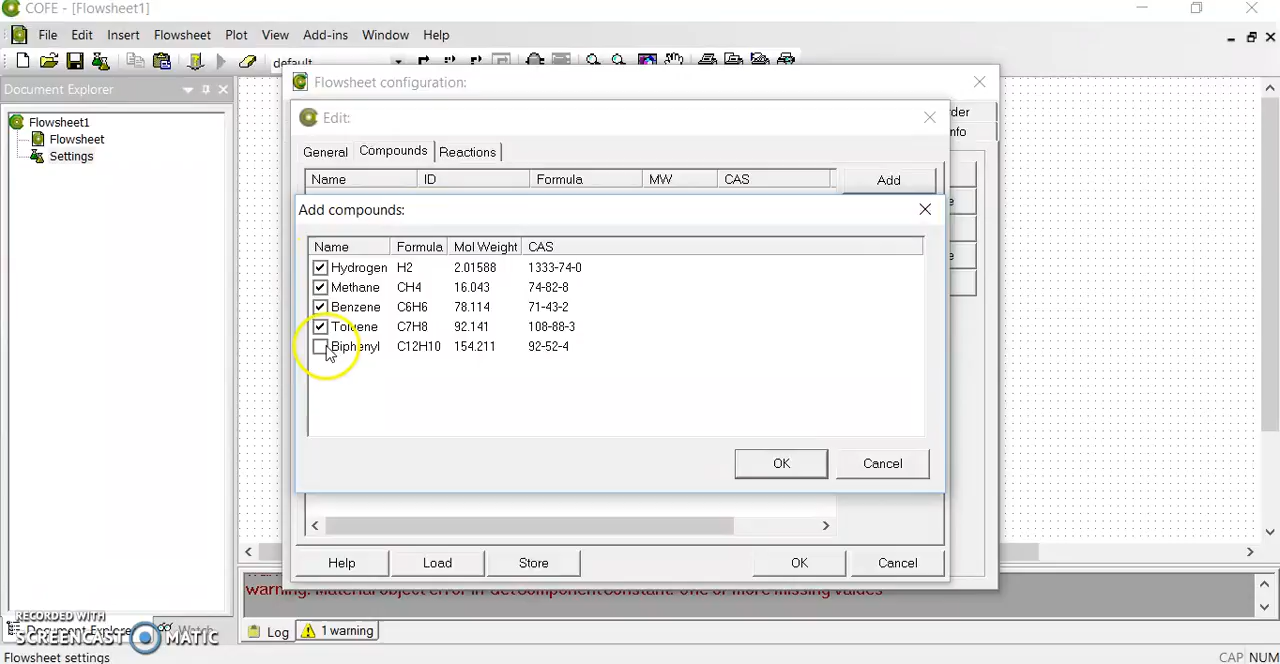 COFE - [Flowsheet1]
File Edit Insert Flowsheet Plot View Add-ins Window Help
default
Document Explorer
Flowsheet1
Flowsheet
Settings
Flowsheet configuration:
Edit:
General Compounds Reactions
Name ID Formula MW CAS Add
Add compounds:
Name Formula Mol Weight CAS
Hydrogen H2 2.01588 1333-74-0
Methane CH4 16.043 74-82-8
Benzene C6H6 78.114 71-43-2
Toluene C7H8 92.141 108-88-3
Biphenyl C12H10 154.211 92-52-4
OK Cancel
Help Load Store OK Cancel
warning: Material object error in GetComponentConstant: one or more missing values
Log 1 warning
RECORDED WITH
SCREENCAST MATIC
Document Explorer Watch
Flowsheet settings
CAP NUM